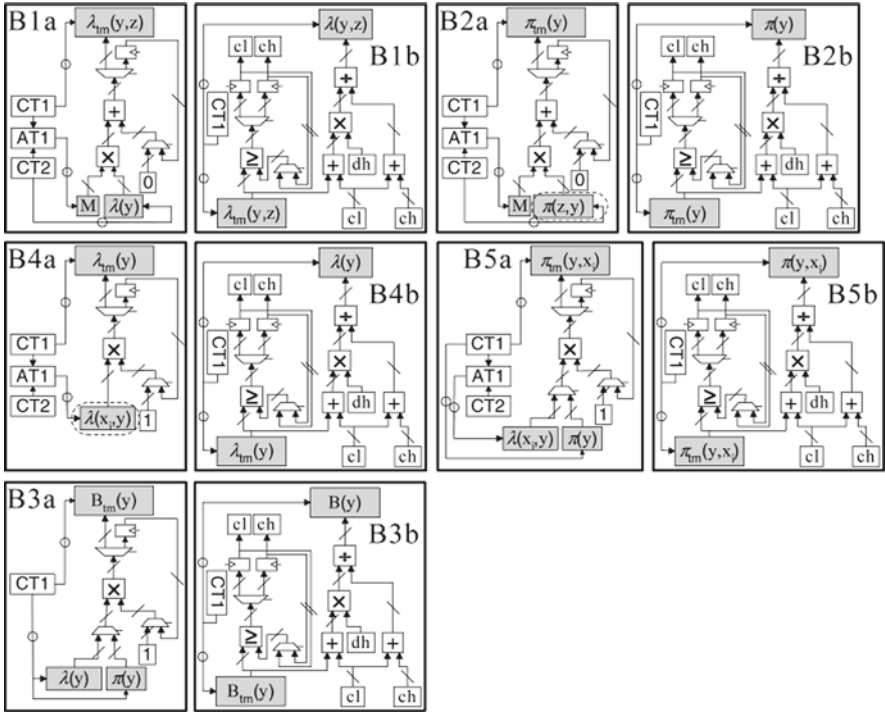 B1a
λtm(y,z)
CT1
AT1
CT2
+
×
0
M
λ(y)
B1b
λ(y,z)
cl
ch
CT1
÷
×
≥
+
dh
+
λtm(y,z)
cl
ch
B2a
πtm(y)
CT1
AT1
CT2
+
×
0
M
π(z,y)
B2b
π(y)
cl
ch
CT1
÷
×
≥
+
dh
+
πtm(y)
cl
ch
B4a
λtm(y)
CT1
AT1
CT2
×
λ(xi,y)
1
B4b
λ(y)
cl
ch
CT1
÷
×
≥
+
dh
+
λtm(y)
cl
ch
B5a
πtm(y,xi)
CT1
AT1
CT2
×
1
λ(xi,y)
π(y)
B5b
π(y,xi)
cl
ch
CT1
÷
×
≥
+
dh
+
πtm(y,xi)
cl
ch
B3a
Btm(y)
CT1
×
1
λ(y)
π(y)
B3b
B(y)
cl
ch
CT1
÷
×
≥
+
dh
+
Btm(y)
cl
ch